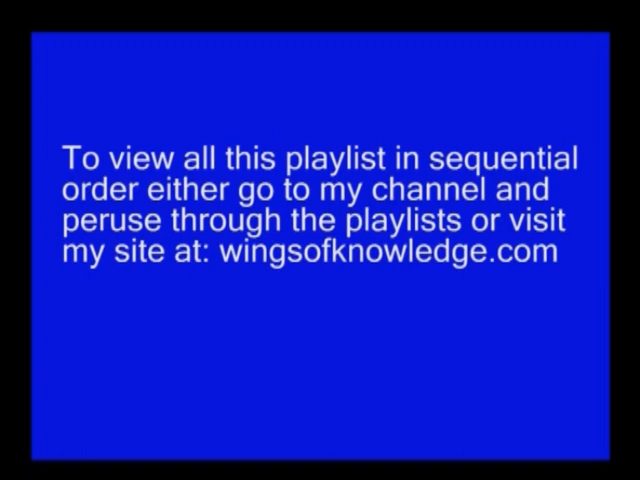 To view all this playlist in sequential
order either go to my channel and
peruse through the playlists or visit
my site at: wingsofknowledge.com